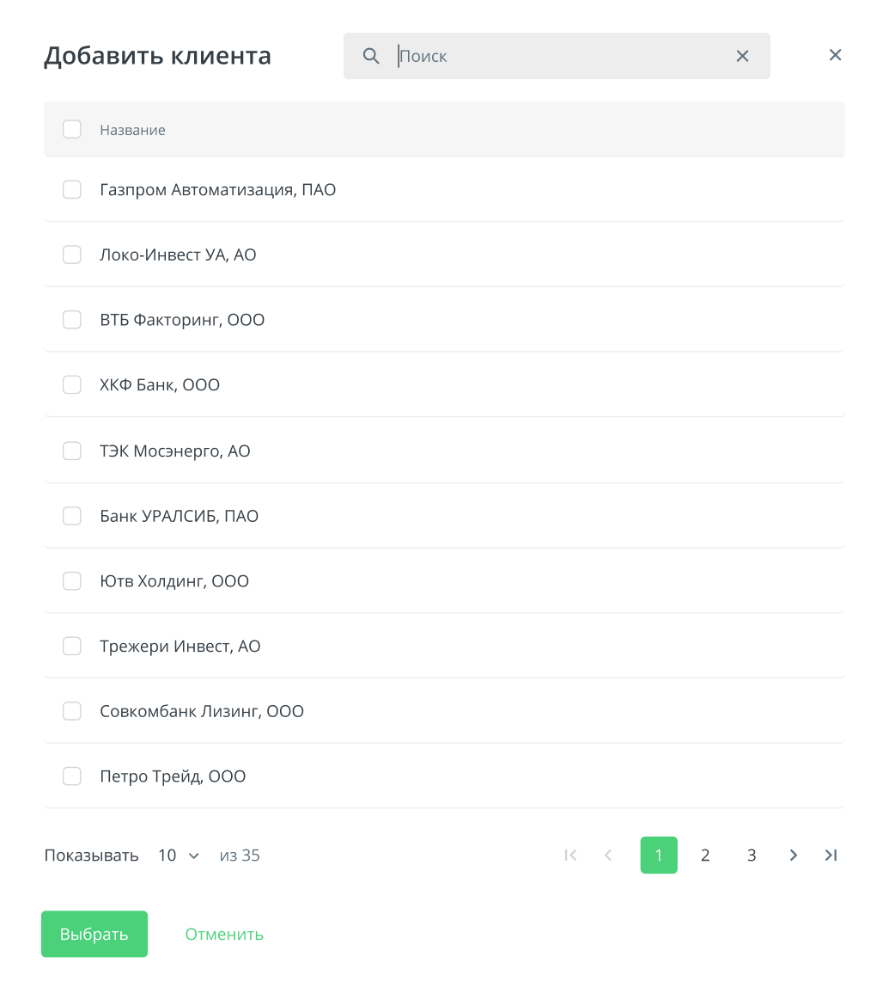 Добавить клиента
Поиск
Название
Газпром Автоматизация, ПАО
Локо-Инвест УА, АО
ВТБ Факторинг, ООО
ХКФ Банк, ООО
ТЭК Мосэнерго, АО
Банк УРАЛСИБ, ПАО
Ютв Холдинг, ООО
Трежери Инвест, АО
Совкомбанк Лизинг, ООО
Петро Трейд, ООО
Показывать 10 из 35 1 2 3
Выбрать Отменить